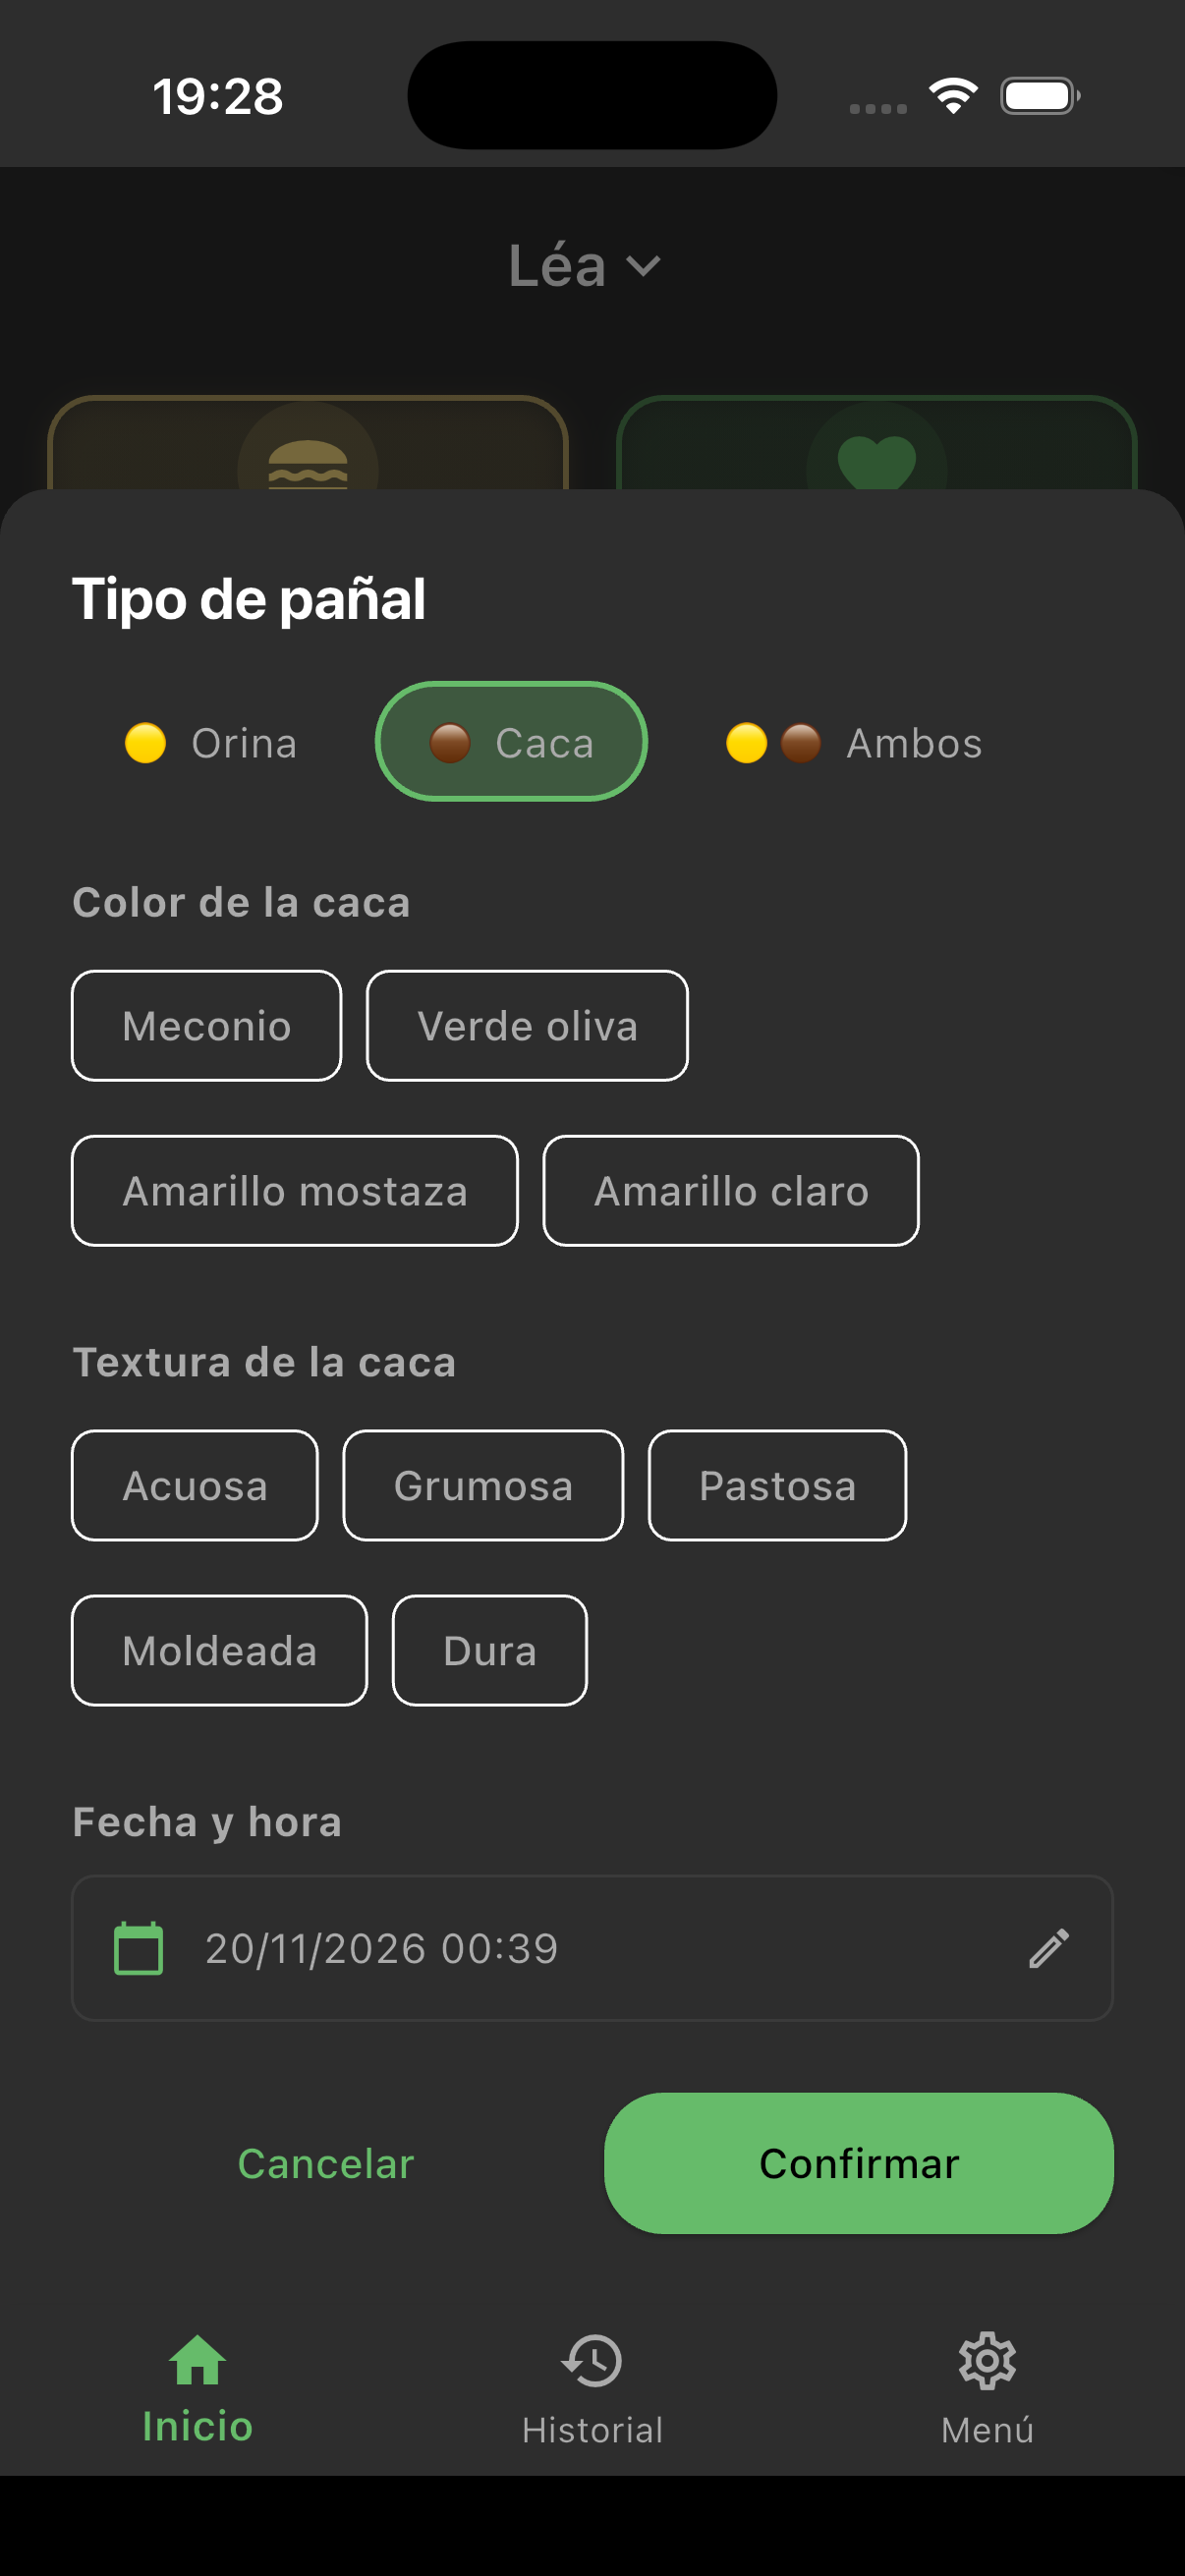 19:28
Léa
Tipo de pañal
Orina Caca Ambos
Color de la caca
Meconio Verde oliva
Amarillo mostaza Amarillo claro
Textura de la caca
Acuosa Grumosa Pastosa
Moldeada Dura
Fecha y hora
20/11/2026 00:39
Cancelar Confirmar
Inicio Historial Menú